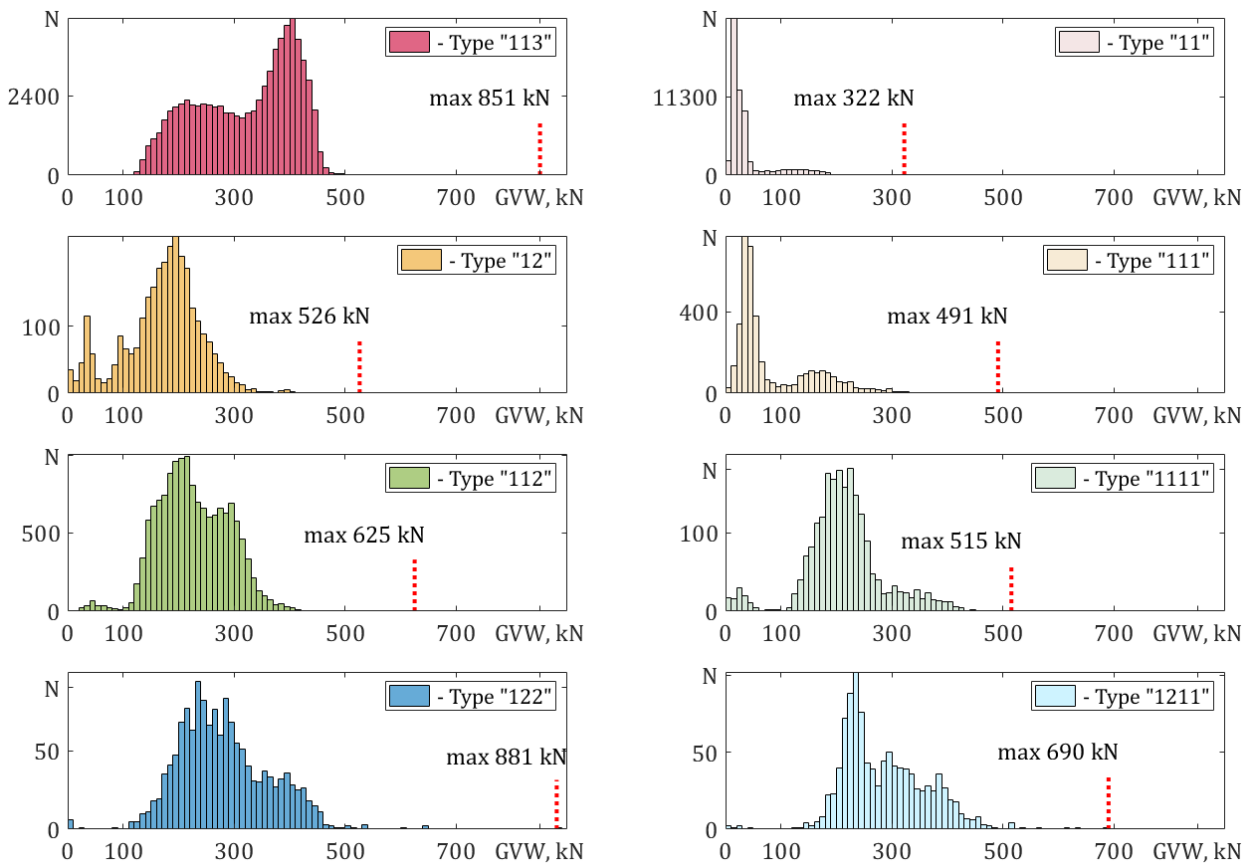 N
- Type "113"
2400
max 851 kN
0
0 100 300 500 700 GVW, kN
N
- Type "11"
11300
max 322 kN
0
0 100 300 500 700 GVW, kN
- Type "12"
max 526 kN
100
0
0 100 300 500 700 GVW, kN
N
- Type "111"
400
max 491 kN
0
0 100 300 500 700 GVW, kN
N
- Type "112"
500
max 625 kN
0
0 100 300 500 700 GVW, kN
N
- Type "1111"
100
max 515 kN
0
0 100 300 500 700 GVW, kN
N
- Type "122"
50
max 881 kN
0
0 100 300 500 700 GVW, kN
N
- Type "1211"
50
max 690 kN
0
0 100 300 500 700 GVW, kN